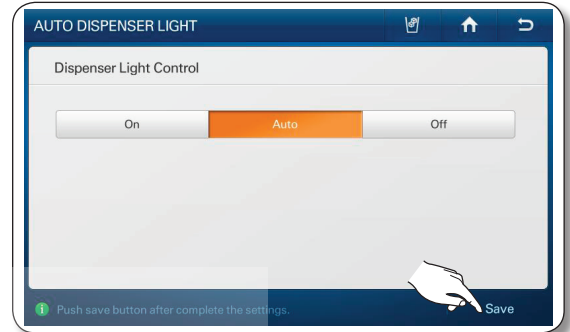 AUTO DISPENSER LIGHT
Dispenser Light Control
On Auto Off
Push save button after complete the settings. Save